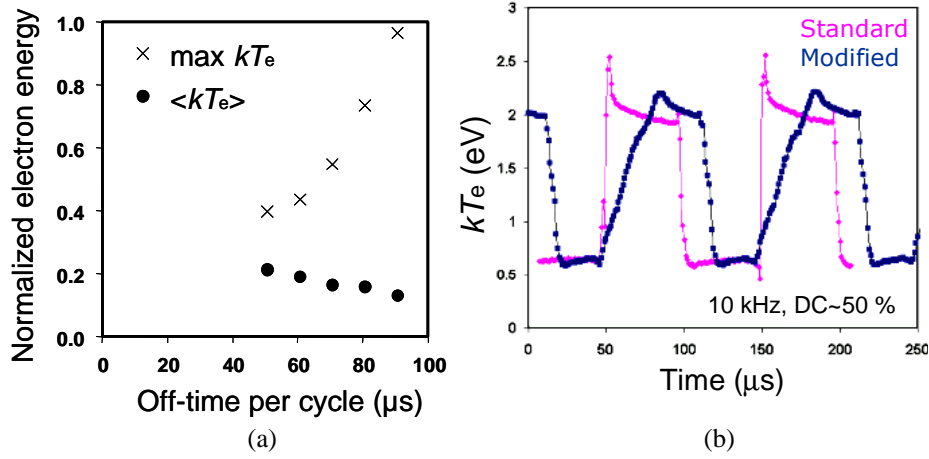 Normalized electron energy
1.0
0.8
0.6
0.4
0.2
0.0
× max kTe
● <kTe>
0 20 40 60 80 100
Off-time per cycle (μs)
(a)
(b)
kTe (eV)
3
2.5
2
1.5
1
0.5
0
Standard
Modified
10 kHz, DC~50 %
0 50 100 150 200 250
Time (μs)